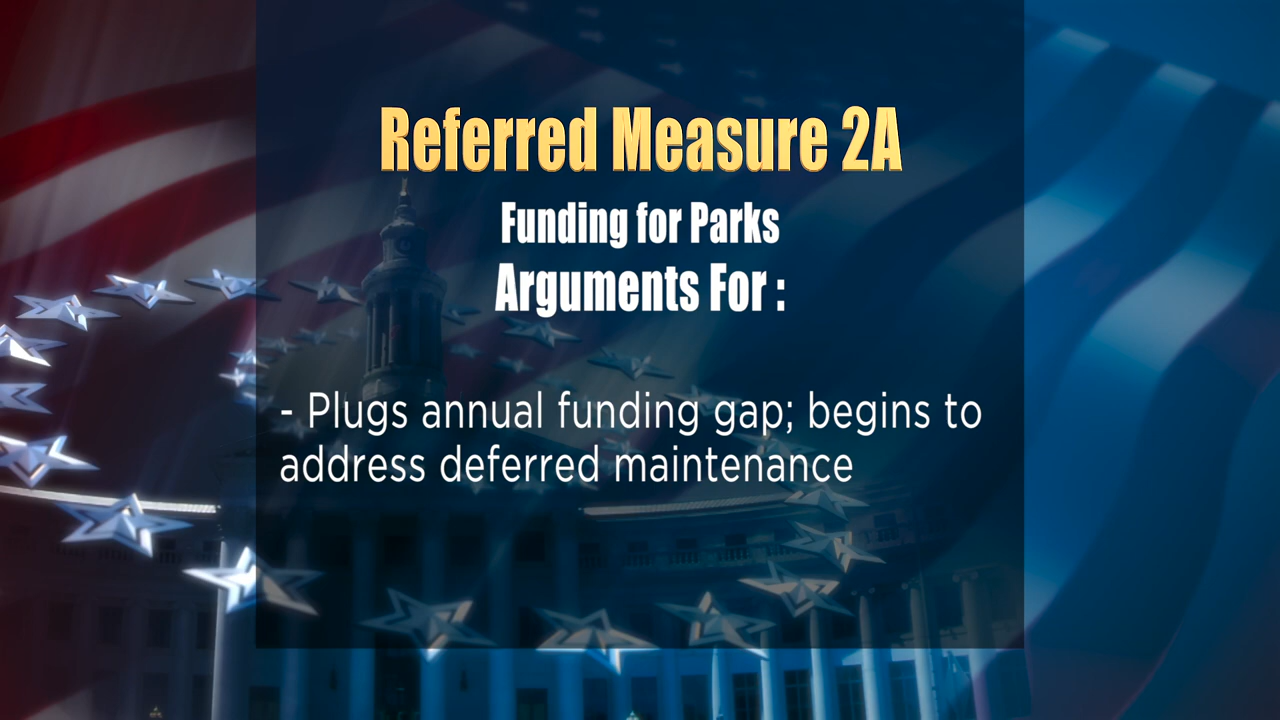 Referred Measure 2A
Funding for Parks
Arguments For :
- Plugs annual funding gap; begins to
address deferred maintenance